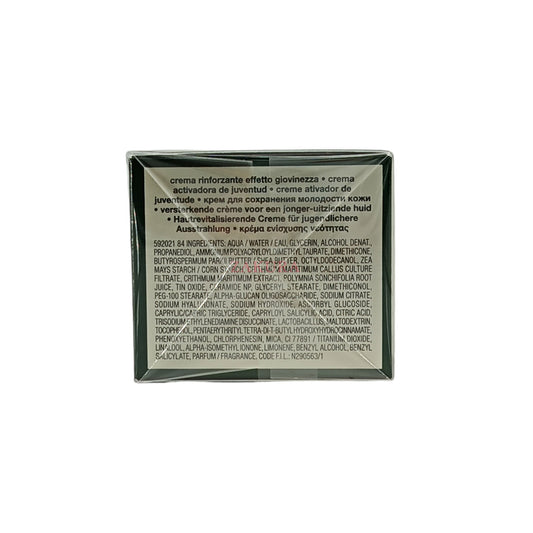 crema rinforzante effetto giovinezza • crema
activadora de juventud • creme ativador de
juventude • крем для сохранения молодости кожи
• versterkende crème voor een jonger-uitziende huid
• Hautrevitalisierende Creme für jugendlichere
Ausstrahlung • κρέμα ενίσχυσης νεότητας
592021 84 INGREDIENTS: AQUA / WATER / EAU, GLYCERIN, ALCOHOL DENAT.,
PROPANEDIOL, AMMONIUM POLYACRYLOYLDIMETHYL TAURATE, DIMETHICONE,
BUTYROSPERMUM PARKII BUTTER / SHEA BUTTER, OCTYLDODECANOL, ZEA
MAYS STARCH / CORN STARCH, CRITHMUM MARITIMUM CALLUS CULTURE
FILTRATE, CRITHMUM MARITIMUM EXTRACT, POLYMNIA SONCHIFOLIA ROOT
JUICE, TIN OXIDE, CERAMIDE NP, GLYCERYL STEARATE, DIMETHICONOL,
PEG-100 STEARATE, ALPHA-GLUCAN OLIGOSACCHARIDE, SODIUM CITRATE,
SODIUM HYALURONATE, SODIUM HYDROXIDE, ASCORBYL GLUCOSIDE,
CAPRYLIC/CAPRIC TRIGLYCERIDE, CAPRYLOYL SALICYLIC ACID, CITRIC ACID,
TRISODIUM ETHYLENEDIAMINE DISUCCINATE, LACTOBACILLUS, MALTODEXTRIN,
TOCOPHEROL, PENTAERYTHRITYL TETRA-DI-T-BUTYL HYDROXYHYDROCINNAMATE,
PHENOXYETHANOL, CHLORPHENESIN, MICA, CI 77891 / TITANIUM DIOXIDE,
LINALOOL, ALPHA-ISOMETHYL IONONE, LIMONENE, BENZYL ALCOHOL, BENZYL
SALICYLATE, PARFUM / FRAGRANCE. CODE F.I.L.: N290563/1